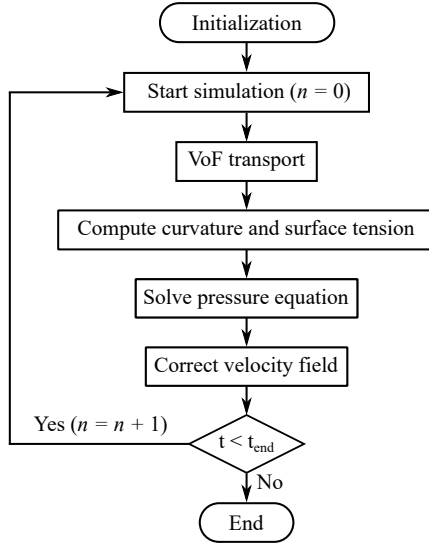 Initialization
Start simulation (n = 0)
VoF transport
Compute curvature and surface tension
Solve pressure equation
Correct velocity field
Yes (n = n + 1)
t < t_end
No
End